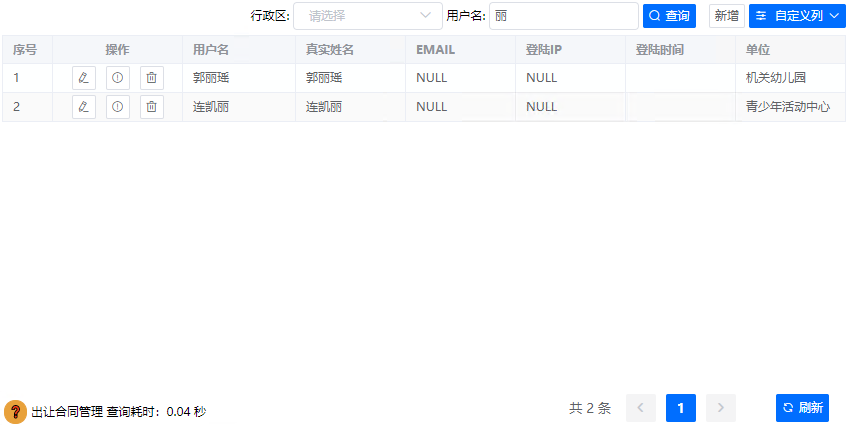 行政区: 请选择 用户名: 丽 查询 新增 自定义列
序号 操作 用户名 真实姓名 EMAIL 登陆IP 登陆时间 单位
1 郭丽瑶 郭丽瑶 NULL NULL 机关幼儿园
2 连凯丽 连凯丽 NULL NULL 青少年活动中心
共 2 条 1 刷新
出让合同管理 查询耗时：0.04 秒